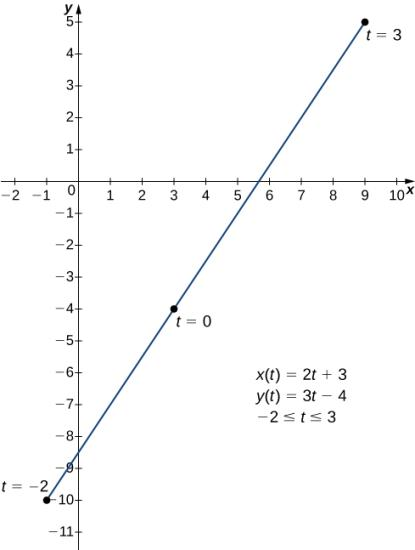 y
5
t = 3
4
3
2
1
−2 −1 0 1 2 3 4 5 6 7 8 9 10 x
−1
−2
−3
−4
t = 0
−5
−6
x(t) = 2t + 3
y(t) = 3t − 4
−7
−2 ≤ t ≤ 3
−8
−9
t = −2
−10
−11